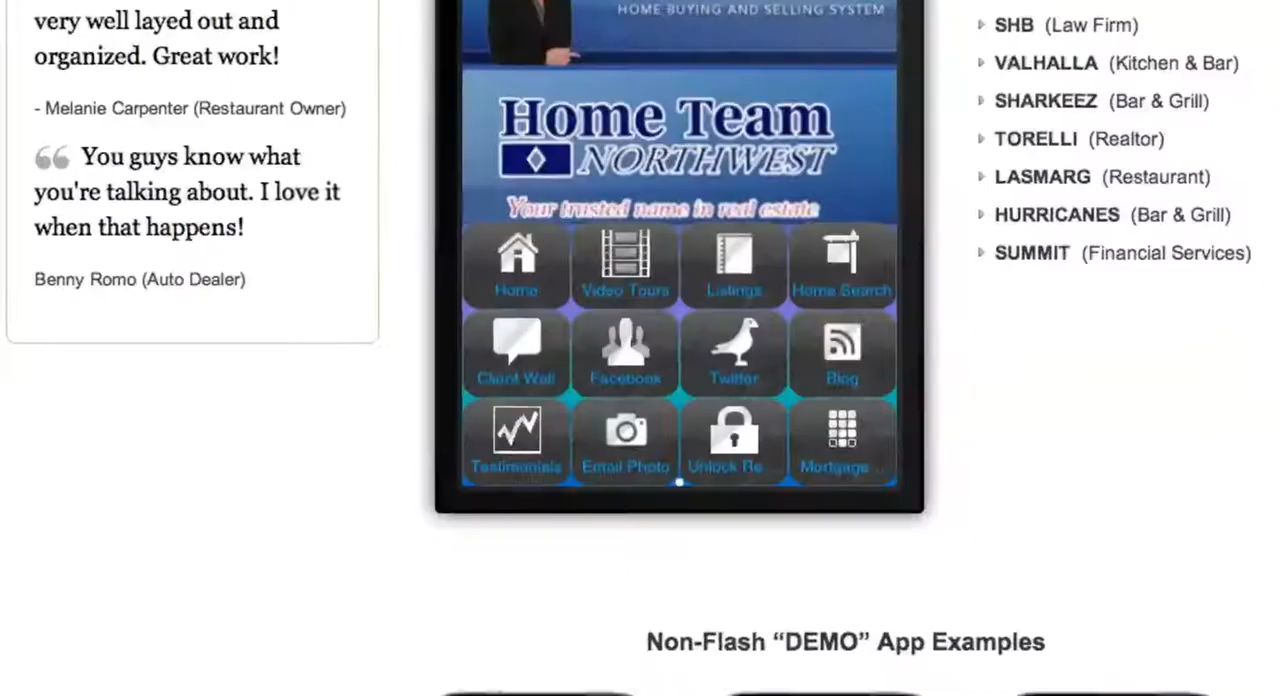 very well layed out and
organized. Great work!
- Melanie Carpenter (Restaurant Owner)
You guys know what
you're talking about. I love it
when that happens!
Benny Romo (Auto Dealer)
HOME BUYING AND SELLING SYSTEM
Home Team
NORTHWEST
Your trusted name in real estate
Home Video Tours Listings Home Search
Client Wall Facebook Twitter Blog
Testimonials Email Photo Unlock Re... Mortgage ...
SHB (Law Firm)
VALHALLA (Kitchen & Bar)
SHARKEEZ (Bar & Grill)
TORELLI (Realtor)
LASMARG (Restaurant)
HURRICANES (Bar & Grill)
SUMMIT (Financial Services)
Non-Flash “DEMO” App Examples